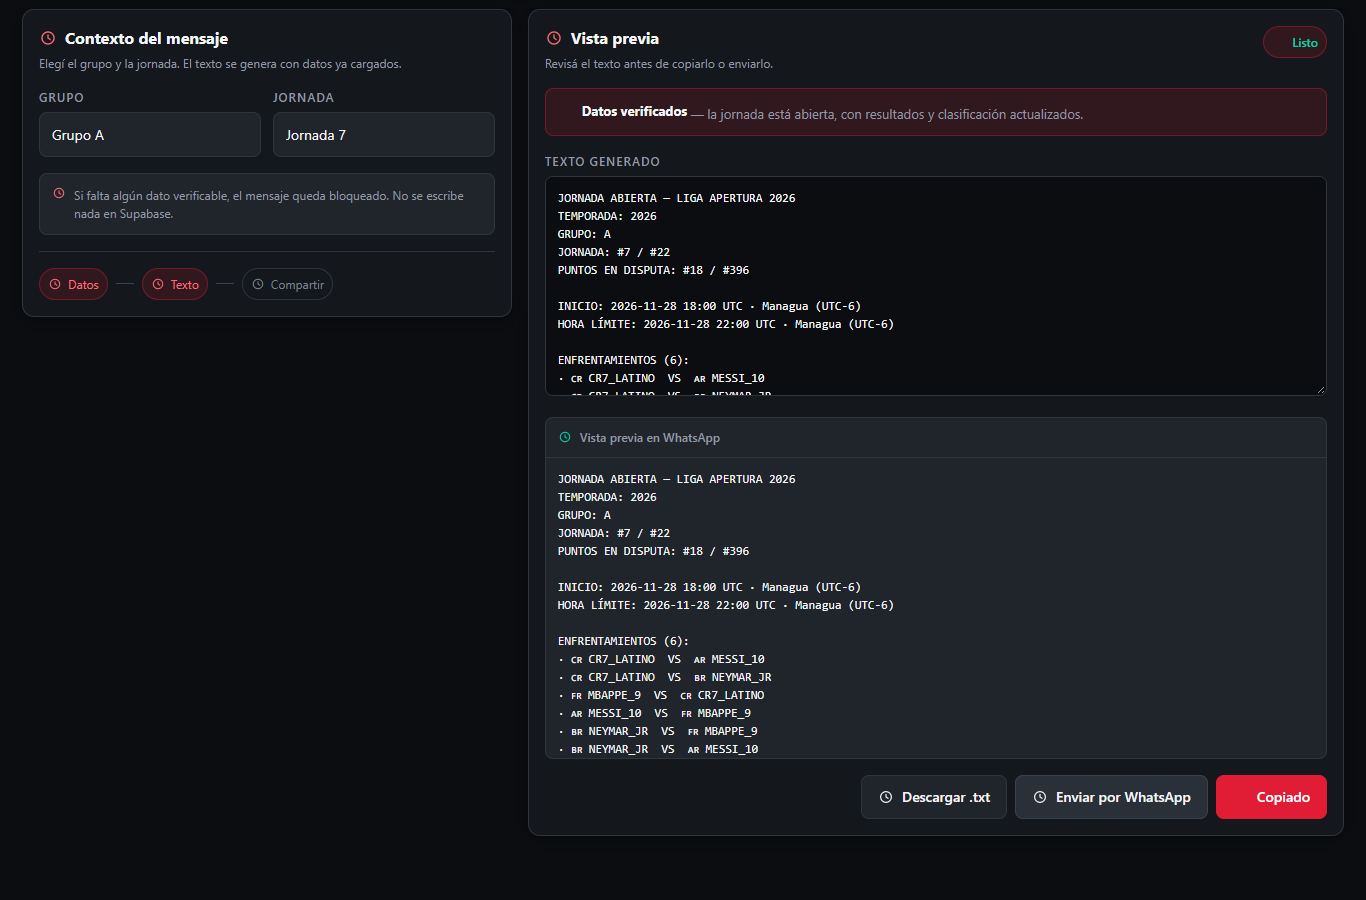 Contexto del mensaje
Elegí el grupo y la jornada. El texto se genera con datos ya cargados.
GRUPO
JORNADA
Grupo A
Jornada 7
Si falta algún dato verificable, el mensaje queda bloqueado. No se escribe
nada en Supabase.
Datos
Texto
Compartir
Vista previa
Listo
Revisá el texto antes de copiarlo o enviarlo.
Datos verificados — la jornada está abierta, con resultados y clasificación actualizados.
TEXTO GENERADO
JORNADA ABIERTA — LIGA APERTURA 2026
TEMPORADA: 2026
GRUPO: A
JORNADA: #7 / #22
PUNTOS EN DISPUTA: #18 / #396
INICIO: 2026-11-28 18:00 UTC · Managua (UTC-6)
HORA LÍMITE: 2026-11-28 22:00 UTC · Managua (UTC-6)
ENFRENTAMIENTOS (6):
· CR CR7_LATINO VS AR MESSI_10
· CR CR7_LATINO VS BR NEYMAR_JR
Vista previa en WhatsApp
JORNADA ABIERTA — LIGA APERTURA 2026
TEMPORADA: 2026
GRUPO: A
JORNADA: #7 / #22
PUNTOS EN DISPUTA: #18 / #396
INICIO: 2026-11-28 18:00 UTC · Managua (UTC-6)
HORA LÍMITE: 2026-11-28 22:00 UTC · Managua (UTC-6)
ENFRENTAMIENTOS (6):
· CR CR7_LATINO VS AR MESSI_10
· CR CR7_LATINO VS BR NEYMAR_JR
· FR MBAPPE_9 VS CR CR7_LATINO
· AR MESSI_10 VS FR MBAPPE_9
· BR NEYMAR_JR VS FR MBAPPE_9
· BR NEYMAR_JR VS AR MESSI_10
Descargar .txt
Enviar por WhatsApp
Copiado